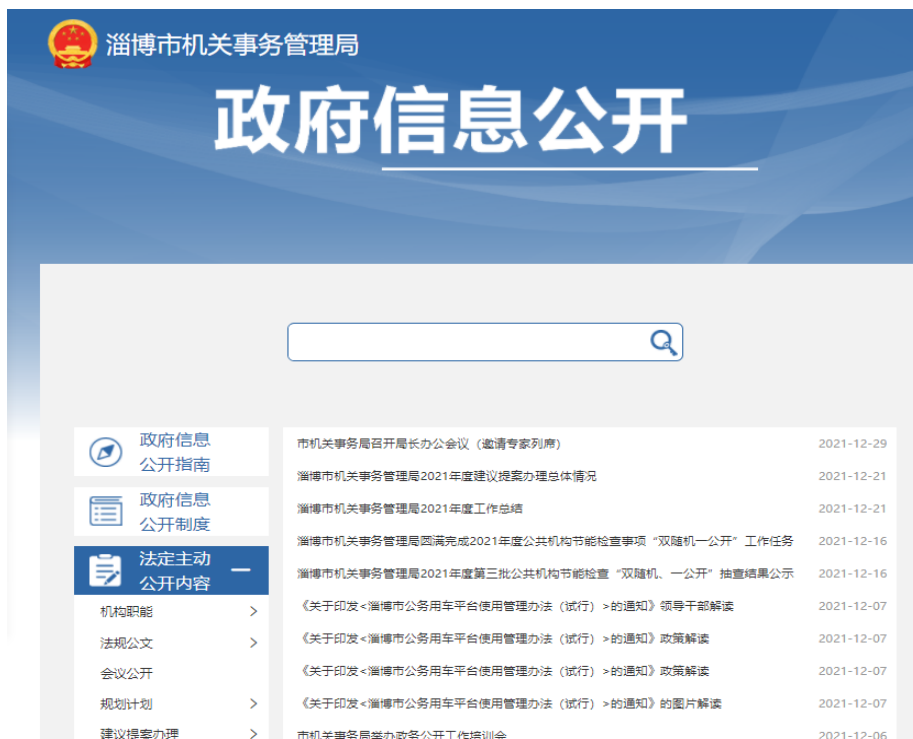 淄博市机关事务管理局
政府信息公开
政府信息
公开指南
政府信息
公开制度
法定主动
公开内容
机构职能
法规公文
会议公开
规划计划
建议提案办理
市机关事务局召开局长办公会议（邀请专家列席） 2021-12-29
淄博市机关事务管理局2021年度建议提案办理总体情况 2021-12-21
淄博市机关事务管理局2021年度工作总结 2021-12-21
淄博市机关事务管理局圆满完成2021年度公共机构节能检查事项“双随机一公开”工作任务 2021-12-16
淄博市机关事务管理局2021年度第三批公共机构节能检查“双随机、一公开”抽查结果公示 2021-12-16
《关于印发<淄博市公务用车平台使用管理办法（试行）>的通知》领导干部解读 2021-12-07
《关于印发<淄博市公务用车平台使用管理办法（试行）>的通知》政策解读 2021-12-07
《关于印发<淄博市公务用车平台使用管理办法（试行）>的通知》政策解读 2021-12-07
《关于印发<淄博市公务用车平台使用管理办法（试行）>的通知》的图片解读 2021-12-07
市机关事务局举办政务公开工作培训会 2021-12-06